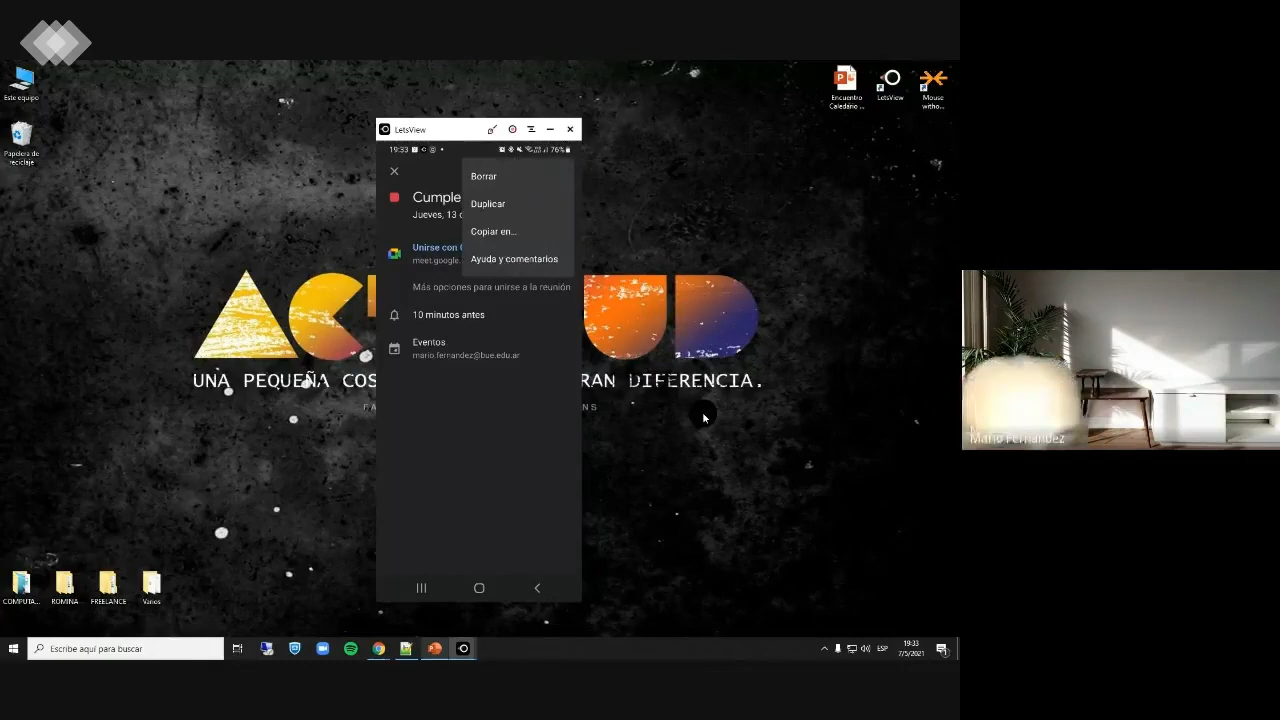 Este equipo
Papelera de
reciclaje
Encuentro
Caledário ...
LetsView
Mouse
witho...
LetsView
19:33
76%
Borrar
Duplicar
Copiar en...
Ayuda y comentarios
Cumple
Jueves, 13 d
Unirse con G
meet.google.
Más opciones para unirse a la reunión
10 minutos antes
Eventos
mario.fernandez@bue.edu.ar
UNA PEQUEÑA COS
RAN DIFERENCIA.
NS
Mario Fernandez
COMPUTA...
ROMINA
FREELANCE
Varios
Escribe aquí para buscar
ESP
19:33
7/5/2021